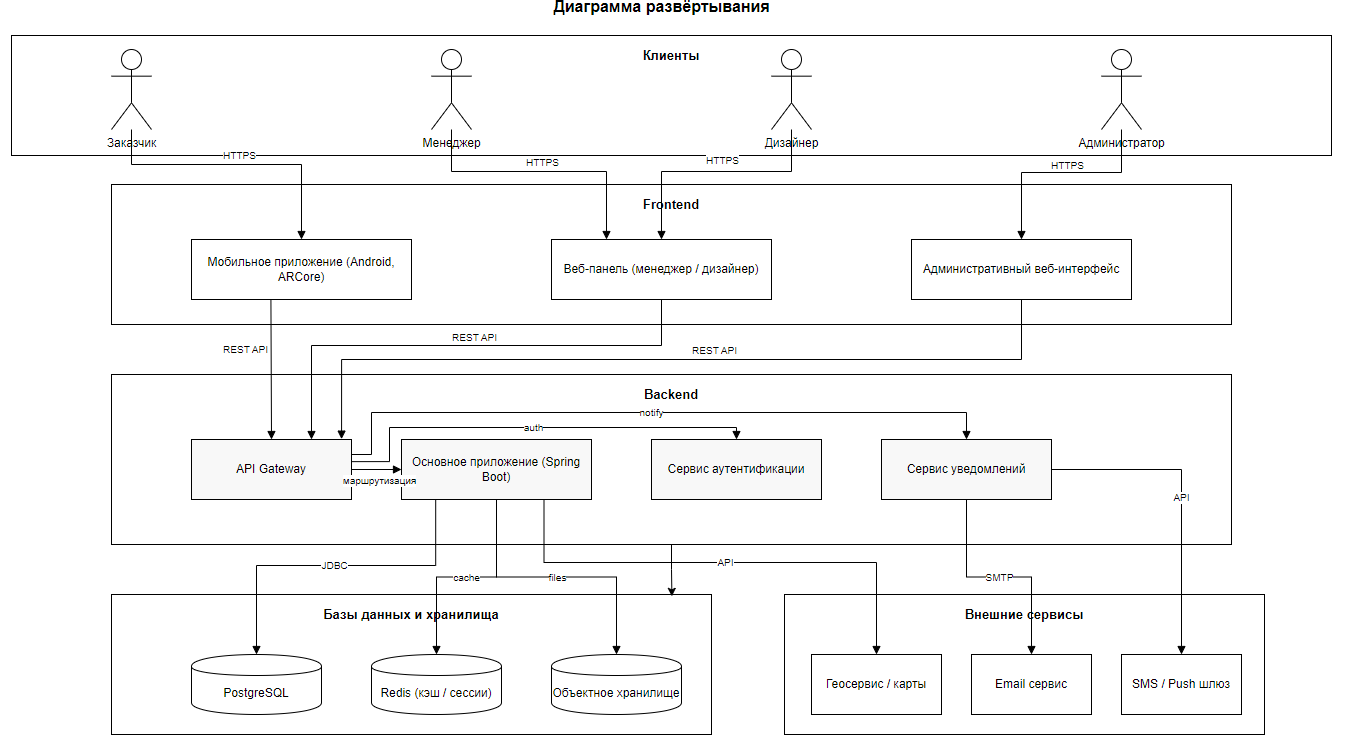 Диаграмма развёртывания
Клиенты
Заказчик
Менеджер
Дизайнер
Администратор
HTTPS
HTTPS
HTTPS
HTTPS
Frontend
Мобильное приложение (Android,
ARCore)
Веб-панель (менеджер / дизайнер)
Административный веб-интерфейс
REST API
REST API
REST API
Backend
notify
auth
API Gateway
маршрутизация
Основное приложение (Spring
Boot)
Сервис аутентификации
Сервис уведомлений
API
JDBC
cache
files
API
SMTP
Базы данных и хранилища
PostgreSQL
Redis (кэш / сессии)
Объектное хранилище
Внешние сервисы
Геосервис / карты
Email сервис
SMS / Push шлюз